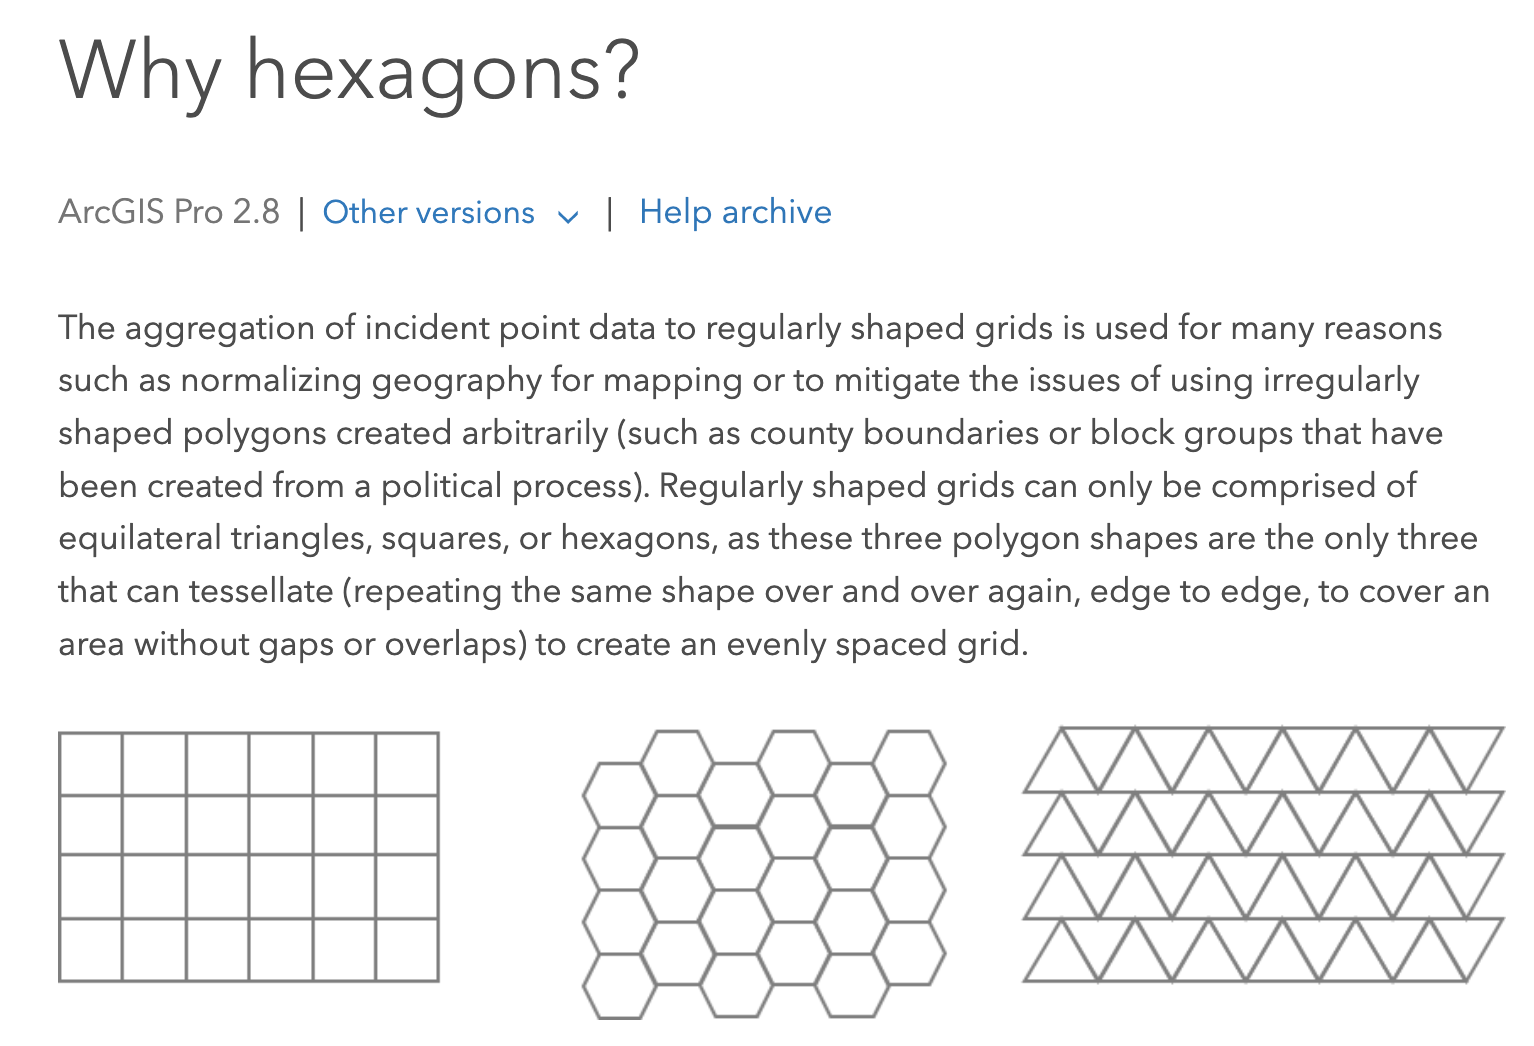 Why hexagons?
ArcGIS Pro 2.8 | Other versions | Help archive
The aggregation of incident point data to regularly shaped grids is used for many reasons
such as normalizing geography for mapping or to mitigate the issues of using irregularly
shaped polygons created arbitrarily (such as county boundaries or block groups that have
been created from a political process). Regularly shaped grids can only be comprised of
equilateral triangles, squares, or hexagons, as these three polygon shapes are the only three
that can tessellate (repeating the same shape over and over again, edge to edge, to cover an
area without gaps or overlaps) to create an evenly spaced grid.